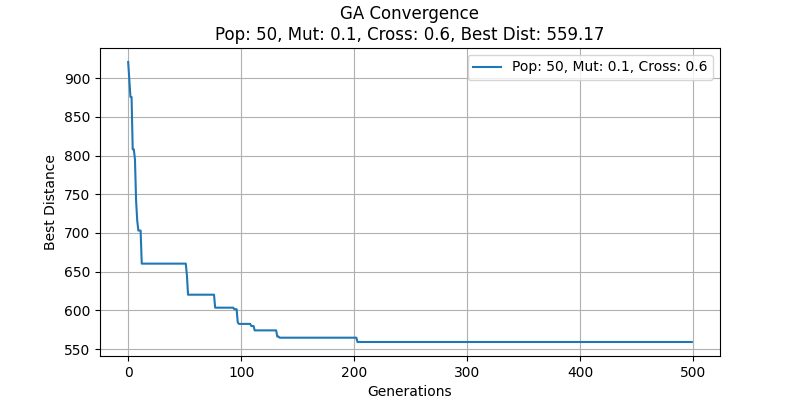 GA Convergence
Pop: 50, Mut: 0.1, Cross: 0.6, Best Dist: 559.17
Pop: 50, Mut: 0.1, Cross: 0.6
Best Distance
900
850
800
750
700
650
600
550
0 100 200 300 400 500
Generations